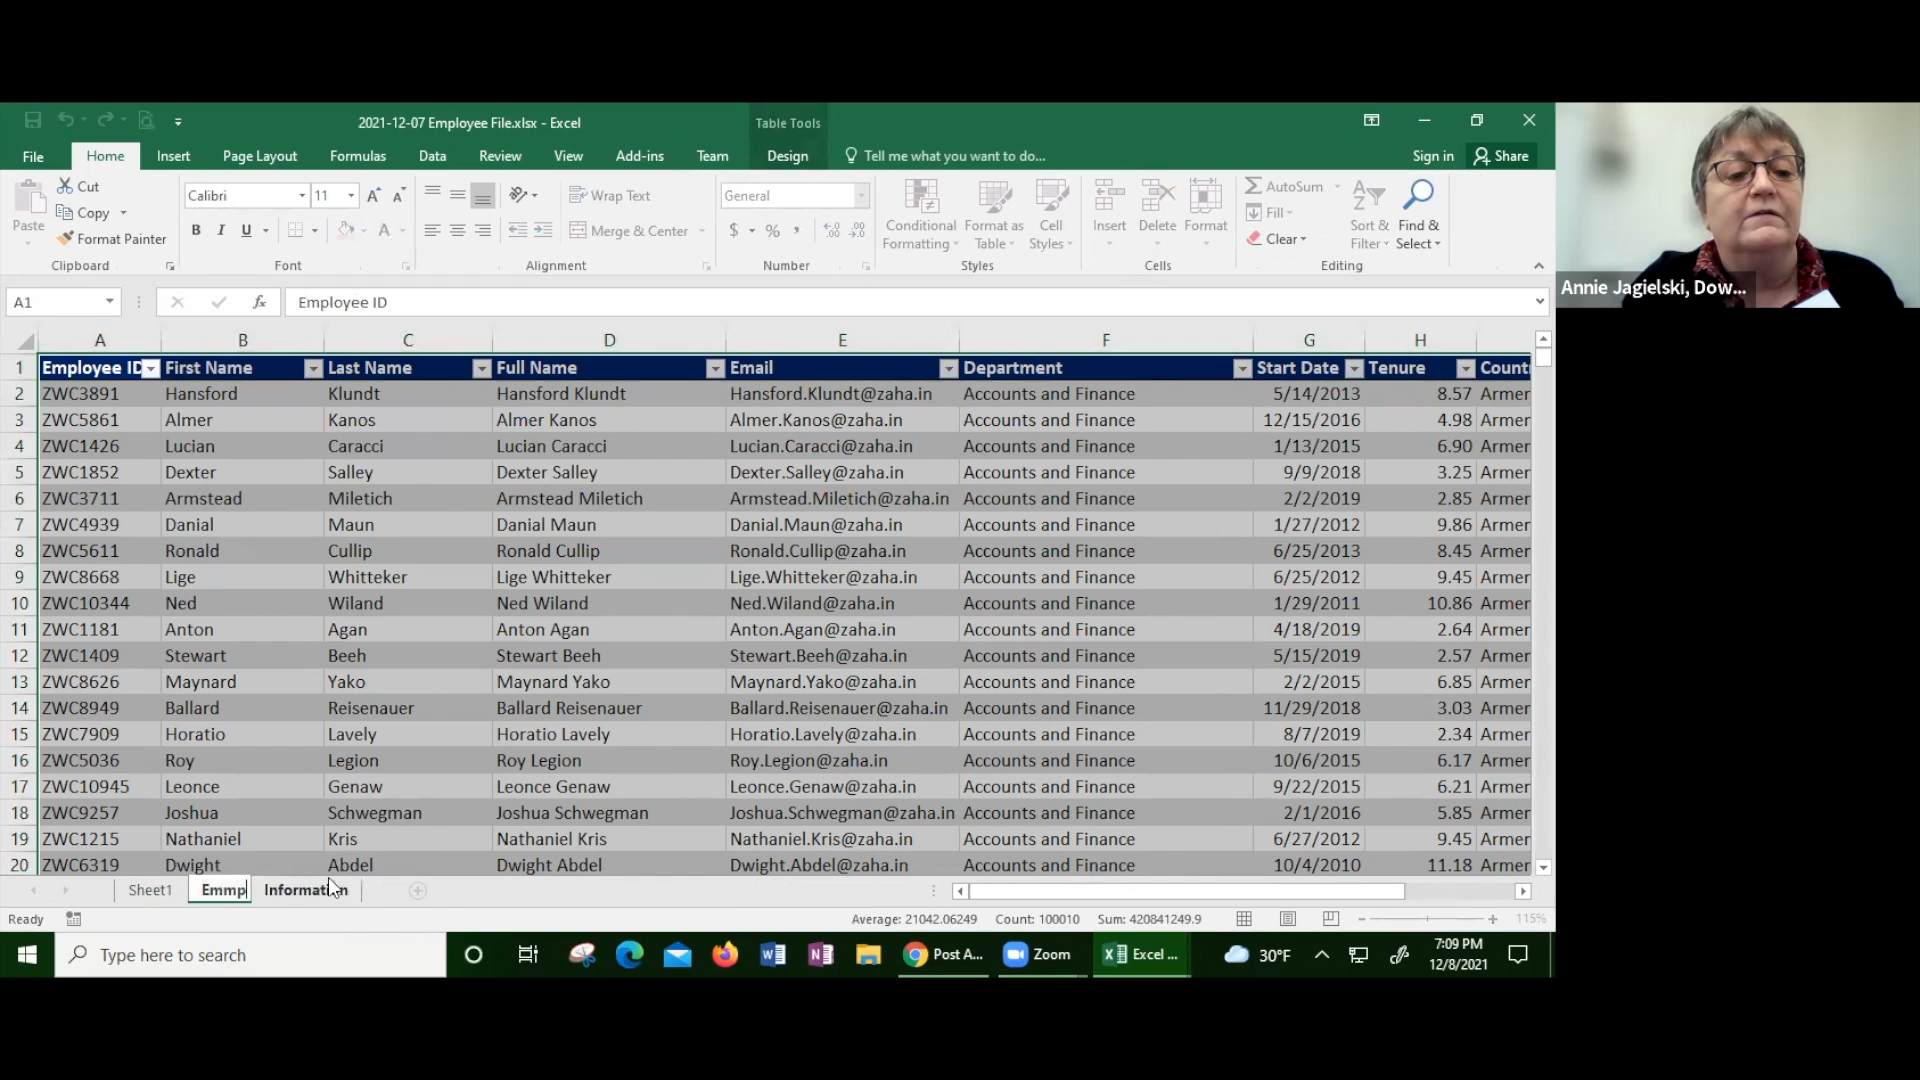 2021-12-07 Employee File.xlsx - Excel
Table Tools
File Home Insert Page Layout Formulas Data Review View Add-ins Team Design Tell me what you want to do... Sign in Share
Paste Cut Copy Format Painter Clipboard
Calibri 11 B I U A Font
Wrap Text Merge & Center Alignment
General $ % , Number
Conditional Formatting Format as Table Cell Styles Styles
Insert Delete Format Cells
AutoSum Fill Clear Sort & Filter Find & Select Editing
Annie Jagielski, Dow...
A1 fx Employee ID
A B C D E F G H
1 Employee ID First Name Last Name Full Name Email Department Start Date Tenure Count
2 ZWC3891 Hansford Klundt Hansford Klundt Hansford.Klundt@zaha.in Accounts and Finance 5/14/2013 8.57 Armer
3 ZWC5861 Almer Kanos Almer Kanos Almer.Kanos@zaha.in Accounts and Finance 12/15/2016 4.98 Armer
4 ZWC1426 Lucian Caracci Lucian Caracci Lucian.Caracci@zaha.in Accounts and Finance 1/13/2015 6.90 Armer
5 ZWC1852 Dexter Salley Dexter Salley Dexter.Salley@zaha.in Accounts and Finance 9/9/2018 3.25 Armer
6 ZWC3711 Armstead Miletich Armstead Miletich Armstead.Miletich@zaha.in Accounts and Finance 2/2/2019 2.85 Armer
7 ZWC4939 Danial Maun Danial Maun Danial.Maun@zaha.in Accounts and Finance 1/27/2012 9.86 Armer
8 ZWC5611 Ronald Cullip Ronald Cullip Ronald.Cullip@zaha.in Accounts and Finance 6/25/2013 8.45 Armer
9 ZWC8668 Lige Whitteker Lige Whitteker Lige.Whitteker@zaha.in Accounts and Finance 6/25/2012 9.45 Armer
10 ZWC10344 Ned Wiland Ned Wiland Ned.Wiland@zaha.in Accounts and Finance 1/29/2011 10.86 Armer
11 ZWC1181 Anton Agan Anton Agan Anton.Agan@zaha.in Accounts and Finance 4/18/2019 2.64 Armer
12 ZWC1409 Stewart Beeh Stewart Beeh Stewart.Beeh@zaha.in Accounts and Finance 5/15/2019 2.57 Armer
13 ZWC8626 Maynard Yako Maynard Yako Maynard.Yako@zaha.in Accounts and Finance 2/2/2015 6.85 Armer
14 ZWC8949 Ballard Reisenauer Ballard Reisenauer Ballard.Reisenauer@zaha.in Accounts and Finance 11/29/2018 3.03 Armer
15 ZWC7909 Horatio Lavely Horatio Lavely Horatio.Lavely@zaha.in Accounts and Finance 8/7/2019 2.34 Armer
16 ZWC5036 Roy Legion Roy Legion Roy.Legion@zaha.in Accounts and Finance 10/6/2015 6.17 Armer
17 ZWC10945 Leonce Genaw Leonce Genaw Leonce.Genaw@zaha.in Accounts and Finance 9/22/2015 6.21 Armer
18 ZWC9257 Joshua Schwegman Joshua Schwegman Joshua.Schwegman@zaha.in Accounts and Finance 2/1/2016 5.85 Armer
19 ZWC1215 Nathaniel Kris Nathaniel Kris Nathaniel.Kris@zaha.in Accounts and Finance 6/27/2012 9.45 Armer
20 ZWC6319 Dwight Abdel Dwight Abdel Dwight.Abdel@zaha.in Accounts and Finance 10/4/2010 11.18 Armer
Sheet1 Emmp Information
Ready Average: 21042.06249 Count: 100010 Sum: 420841249.9 115%
Type here to search Post A... Zoom Excel ... 30°F 7:09 PM
12/8/2021